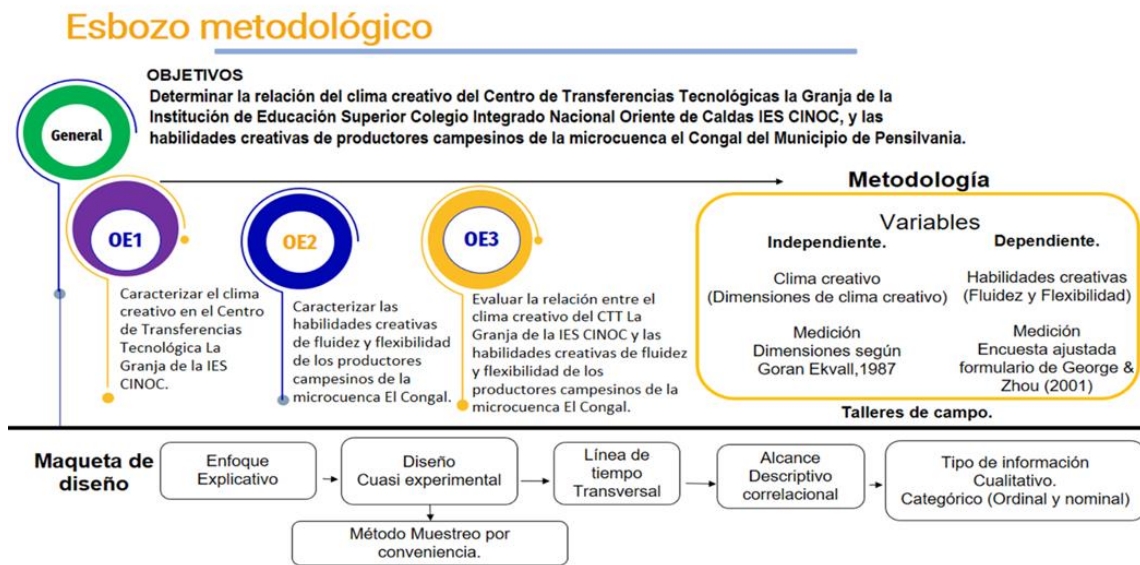 Esbozo metodológico
OBJETIVOS
Determinar la relación del clima creativo del Centro de Transferencias Tecnológicas la Granja de la
Institución de Educación Superior Colegio Integrado Nacional Oriente de Caldas IES CINOC, y las
habilidades creativas de productores campesinos de la microcuenca el Congal del Municipio de Pensilvania.
General
OE1
Caracterizar el clima
creativo en el Centro
de Transferencias
Tecnológica La
Granja de la IES
CINOC.
OE2
Caracterizar las
habilidades creativas
de fluidez y flexibilidad
de los productores
campesinos de la
microcuenca El Congal.
OE3
Evaluar la relación entre el
clima creativo del CTT La
Granja de la IES CINOC y las
habilidades creativas de fluidez
y flexibilidad de los
productores campesinos de la
microcuenca El Congal.
Metodología
Variables
Independiente.
Clima creativo
(Dimensiones de clima creativo)
Medición
Dimensiones según
Goran Ekvall,1987
Dependiente.
Habilidades creativas
(Fluidez y Flexibilidad)
Medición
Encuesta ajustada
formulario de George &
Zhou (2001)
Talleres de campo.
Maqueta de
diseño
Enfoque
Explicativo
Diseño
Cuasi experimental
Método Muestreo por
conveniencia.
Línea de
tiempo
Transversal
Alcance
Descriptivo
correlacional
Tipo de información
Cualitativo.
Categórico (Ordinal y nominal)